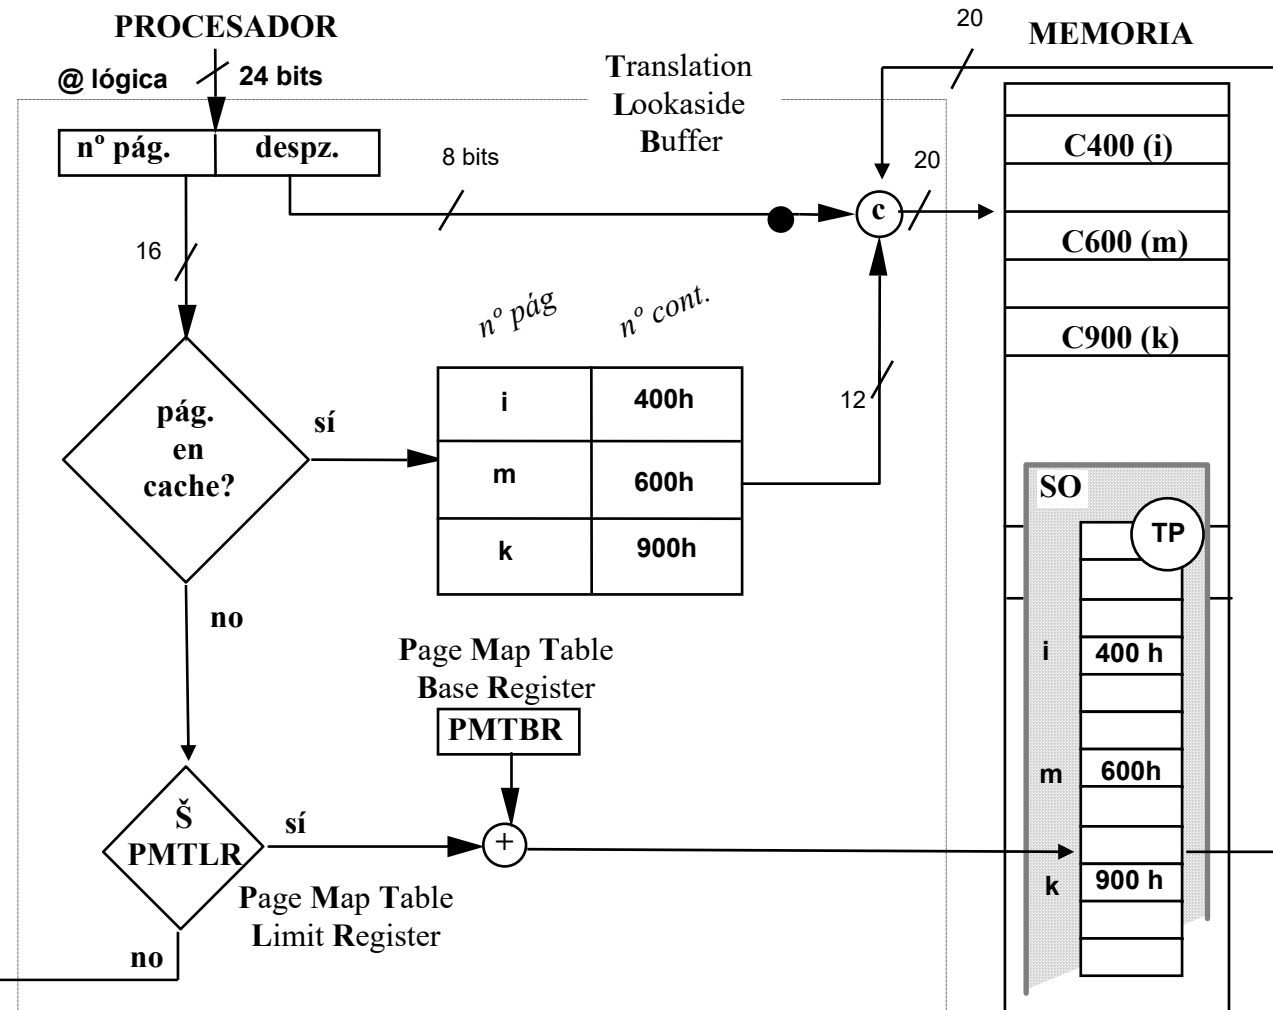 PROCESADOR
@ lógica
24 bits
nº pág.
despz.
8 bits
16
Translation
Lookaside
Buffer
20
MEMORIA
c
20
C400 (i)
C600 (m)
C900 (k)
nº pág
nº cont.
i
400h
m
600h
k
900h
12
pág.
en
cache?
sí
no
Page Map Table
Base Register
PMTBR
Š
PMTLR
sí
+
Page Map Table
Limit Register
no
SO
TP
i
400 h
m
600h
k
900 h